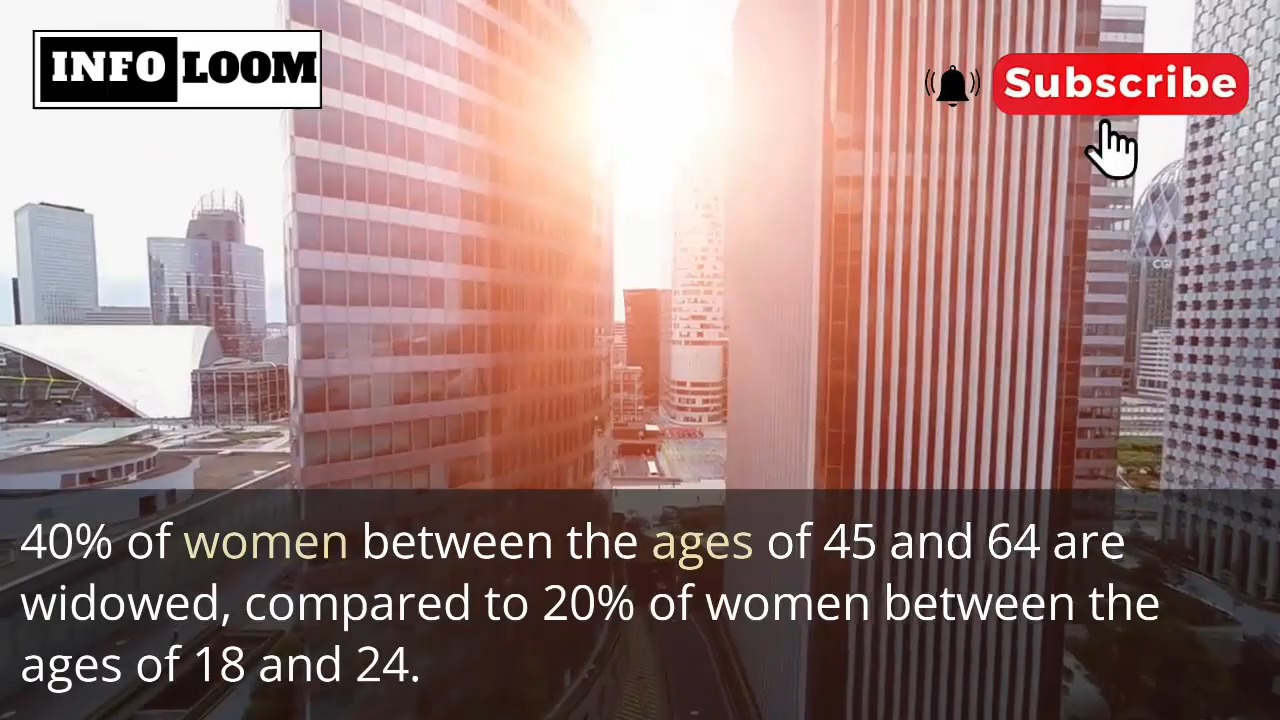 INFO LOOM
Subscribe
CGI
40% of women between the ages of 45 and 64 are
widowed, compared to 20% of women between the
ages of 18 and 24.